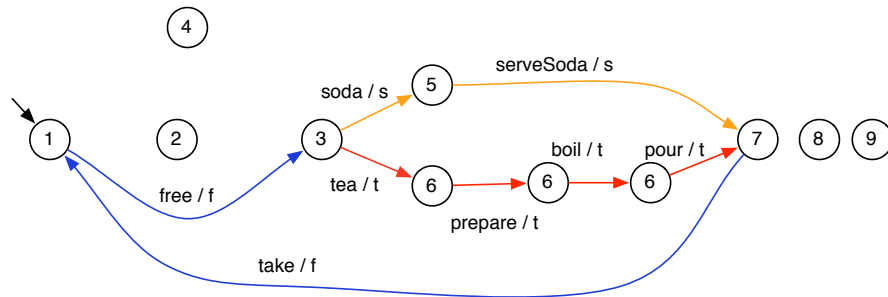 4
soda / s
5
serveSoda / s
1
2
3
7
8
9
free / f
tea / t
6
prepare / t
boil / t
6
pour / t
6
take / f